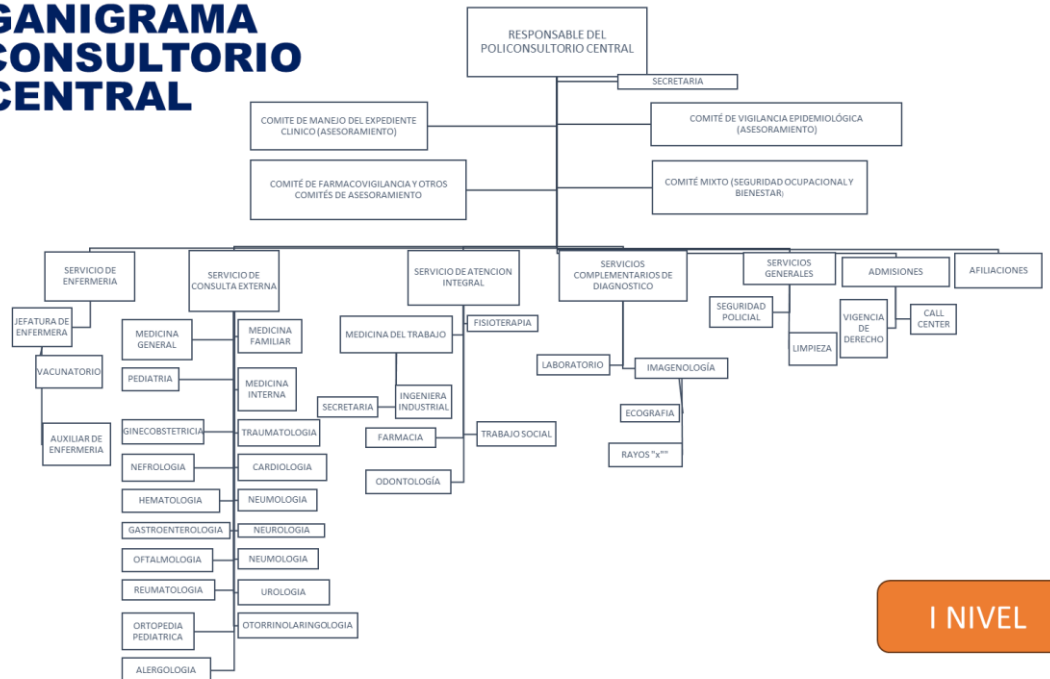 GANIGRAMA
CONSULTORIO
CENTRAL
RESPONSABLE DEL
POLICONSULTORIO CENTRAL
SECRETARIA
COMITE DE MANEJO DEL EXPEDIENTE
CLINICO (ASESORAMIENTO)
COMITÉ DE VIGILANCIA EPIDEMIOLÓGICA
(ASESORAMIENTO)
COMITÉ DE FARMACOVIGILANCIA Y OTROS
COMITÉS DE ASESORAMIENTO
COMITÉ MIXTO (SEGURIDAD OCUPACIONAL Y
BIENESTAR)
SERVICIO DE
ENFERMERIA
SERVICIO DE
CONSULTA EXTERNA
SERVICIO DE ATENCION
INTEGRAL
SERVICIOS
COMPLEMENTARIOS DE
DIAGNOSTICO
SERVICIOS
GENERALES
ADMISIONES
AFILIACIONES
JEFATURA DE
ENFERMERA
VACUNATORIO
AUXILIAR DE
ENFERMERIA
MEDICINA
GENERAL
MEDICINA
FAMILIAR
PEDIATRIA
MEDICINA
INTERNA
GINECOBSTETRICIA
TRAUMATOLOGIA
NEFROLOGIA
CARDIOLOGIA
HEMATOLOGIA
NEUMOLOGIA
GASTROENTEROLOGIA
NEUROLOGIA
OFTALMOLOGIA
NEUMOLOGIA
REUMATOLOGIA
UROLOGIA
ORTOPEDIA
PEDIATRICA
OTORRINOLARINGOLOGIA
ALERGOLOGIA
MEDICINA DEL TRABAJO
FISIOTERAPIA
SECRETARIA
INGENIERA
INDUSTRIAL
FARMACIA
TRABAJO SOCIAL
ODONTOLOGÍA
LABORATORIO
IMAGENOLOGÍA
ECOGRAFIA
RAYOS "x""
SEGURIDAD
POLICIAL
LIMPIEZA
VIGENCIA
DE
DERECHO
CALL
CENTER
I NIVEL